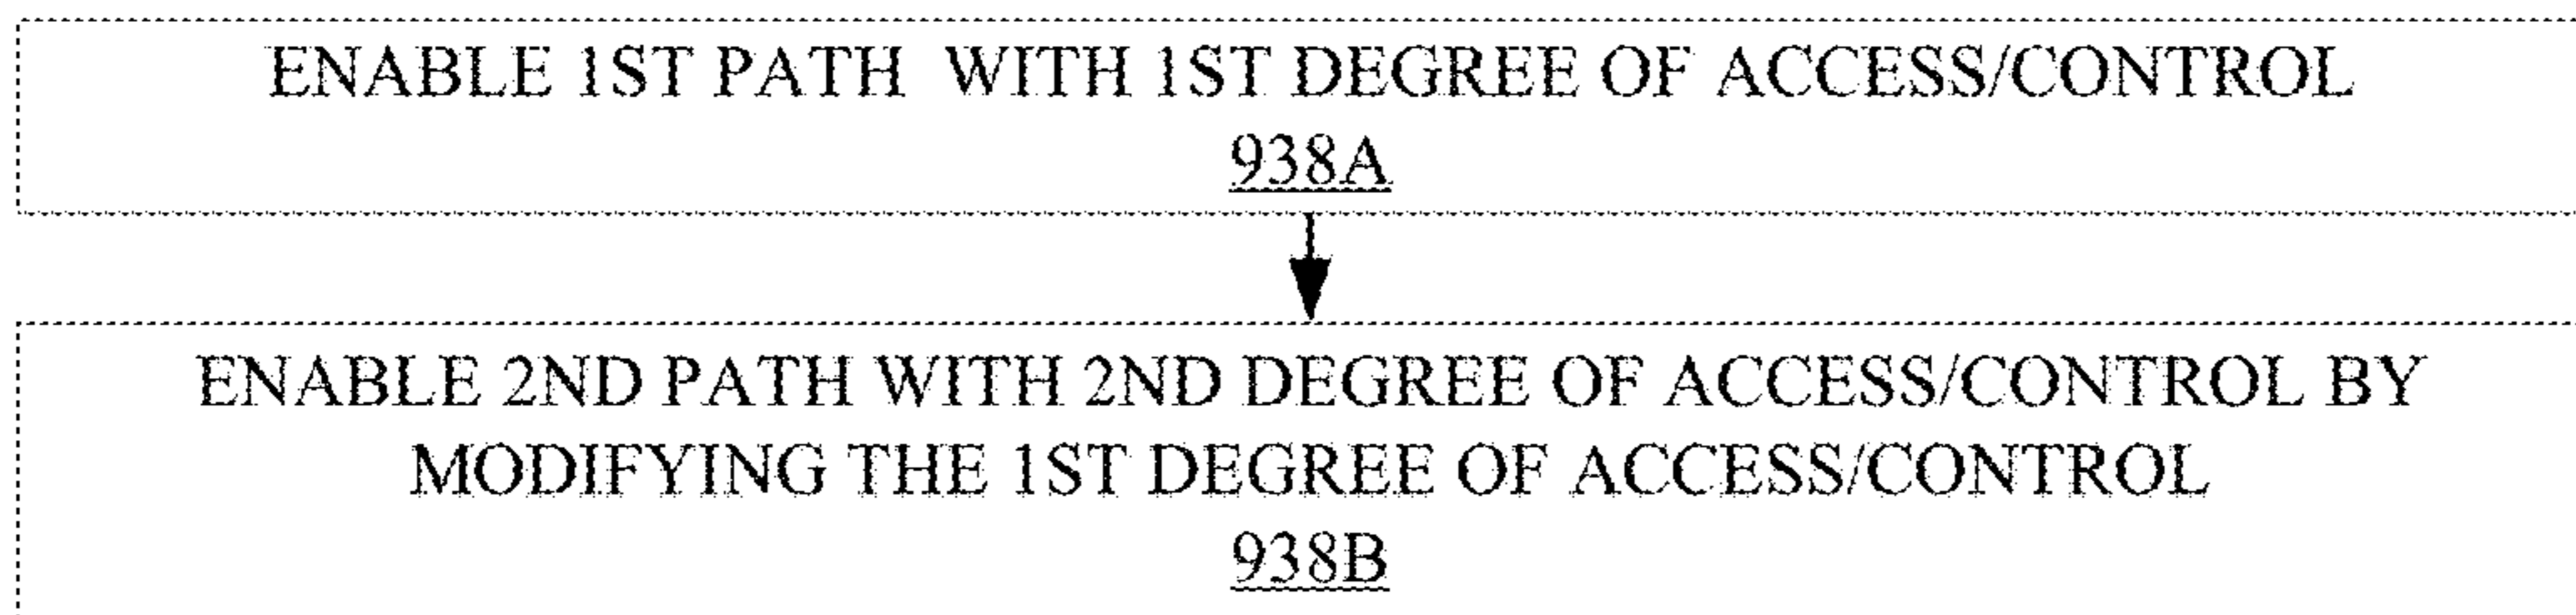 ENABLE 1ST PATH WITH 1ST DEGREE OF ACCESS/CONTROL
938A
ENABLE 2ND PATH WITH 2ND DEGREE OF ACCESS/CONTROL BY
MODIFYING THE 1ST DEGREE OF ACCESS/CONTROL
938B